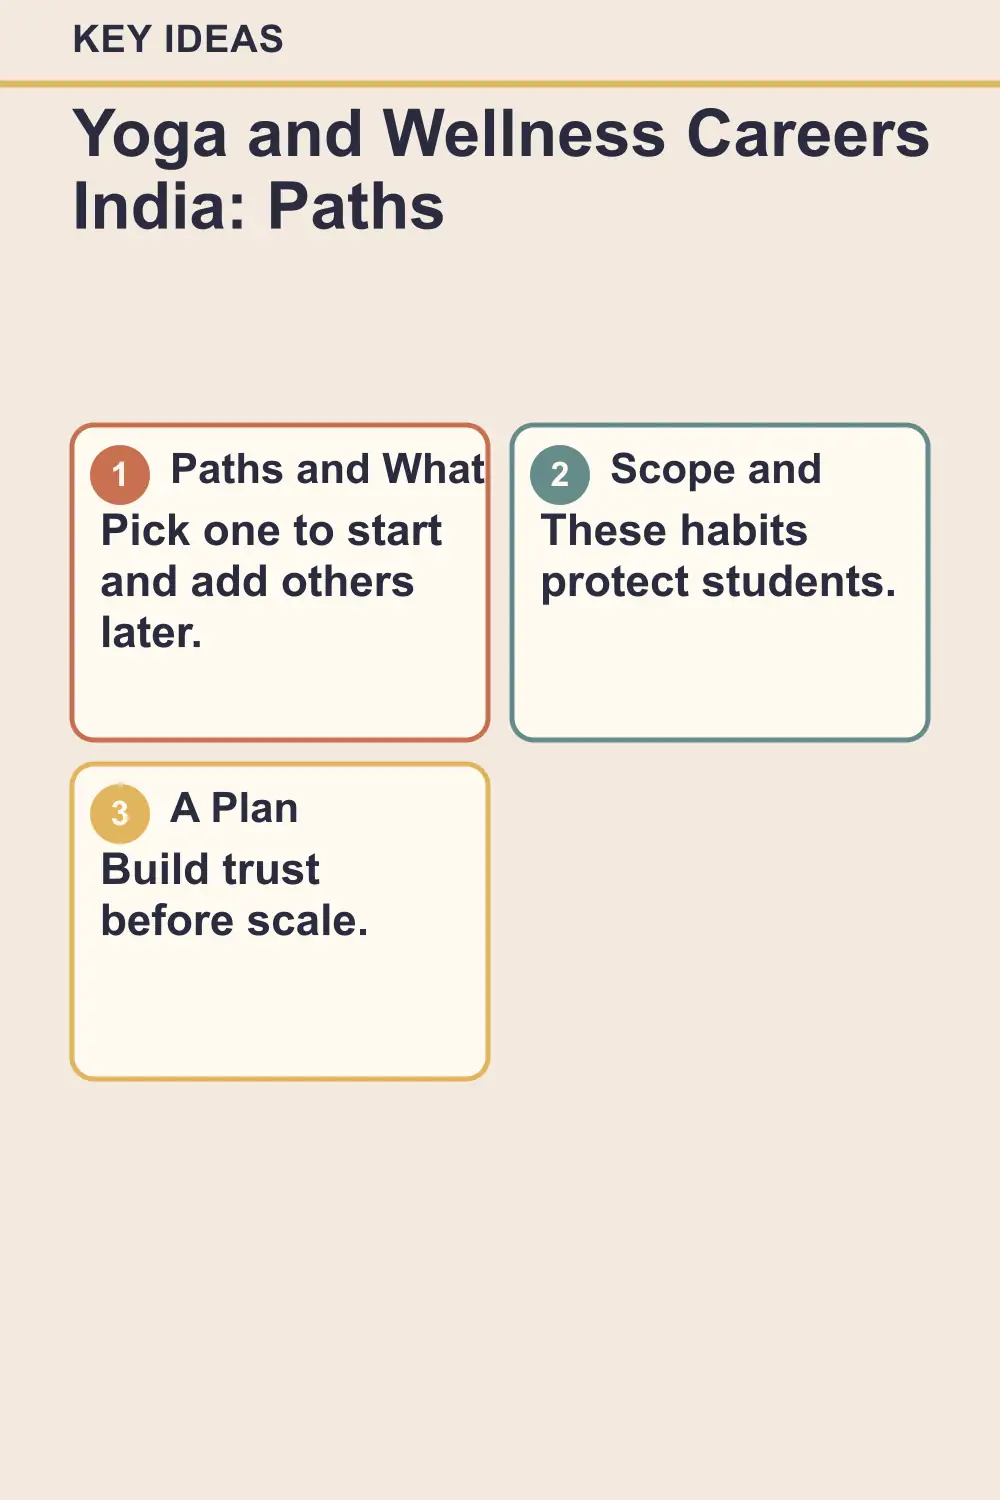 KEY IDEAS
Yoga and Wellness Careers
India: Paths
1 Paths and What
Pick one to start
and add others
later.
2 Scope and
These habits
protect students.
3 A Plan
Build trust
before scale.